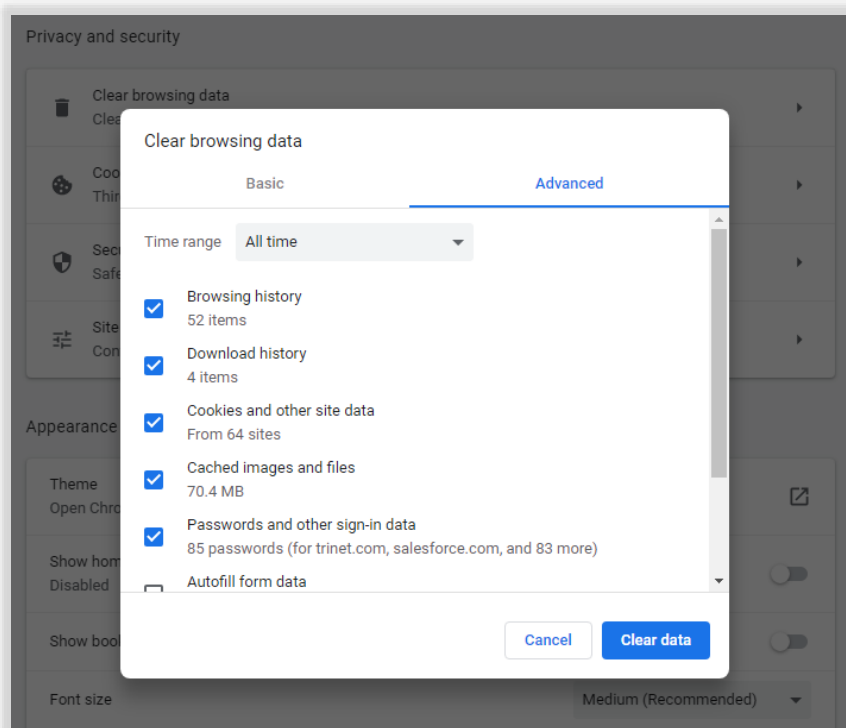 Privacy and security
Clear browsing data
Clea
Clear browsing data
Basic
Advanced
Coo
Thir
Time range
All time
Secu
Safe
Browsing history
52 items
Site
Con
Download history
4 items
Cookies and other site data
From 64 sites
Appearance
Cached images and files
70.4 MB
Theme
Open Chro
Passwords and other sign-in data
85 passwords (for trinet.com, salesforce.com, and 83 more)
Show hom
Disabled
Autofill form data
Show boo
Cancel
Clear data
Font size
Medium (Recommended)